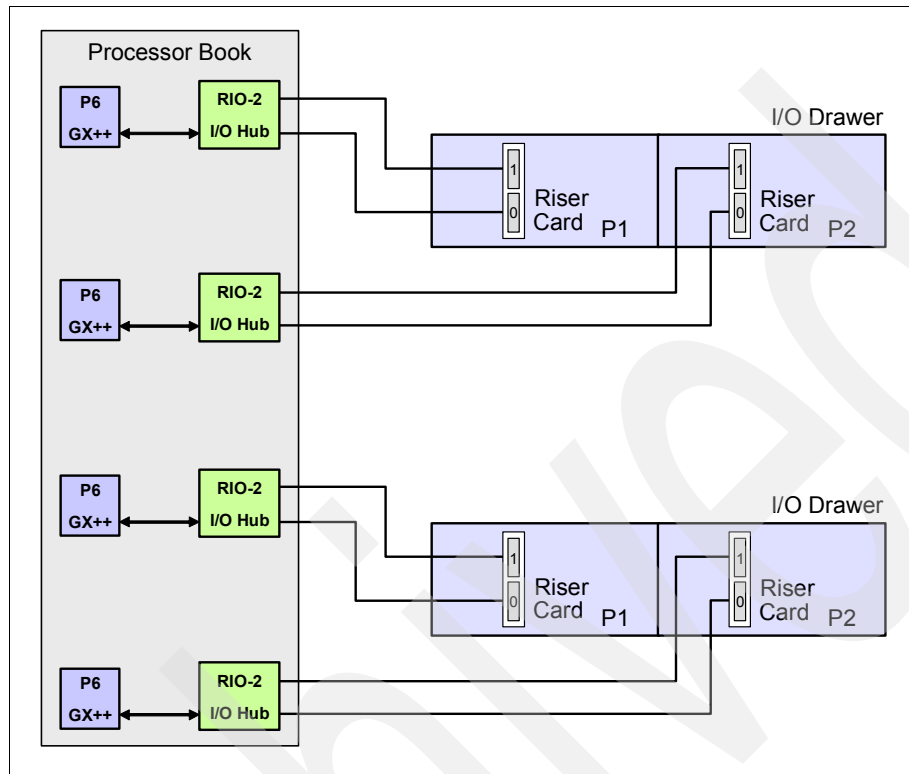 Processor Book
P6
GX++
RIO-2
I/O Hub
I/O Drawer
1
0
Riser
Card
P1
1
0
Riser
Card
P2
P6
GX++
RIO-2
I/O Hub
P6
GX++
RIO-2
I/O Hub
I/O Drawer
1
0
Riser
Card
P1
1
0
Riser
Card
P2
P6
GX++
RIO-2
I/O Hub